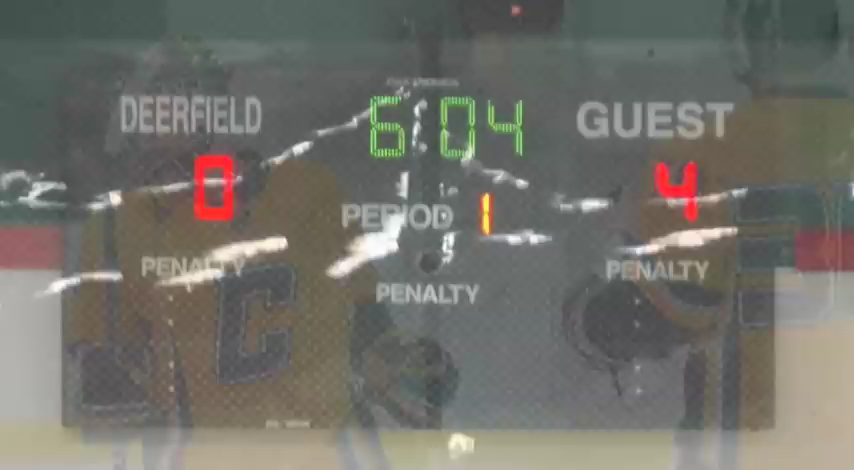 DEERFIELD 6:04 GUEST
0 4
PERIOD 1
PENALTY PENALTY
PENALTY
C